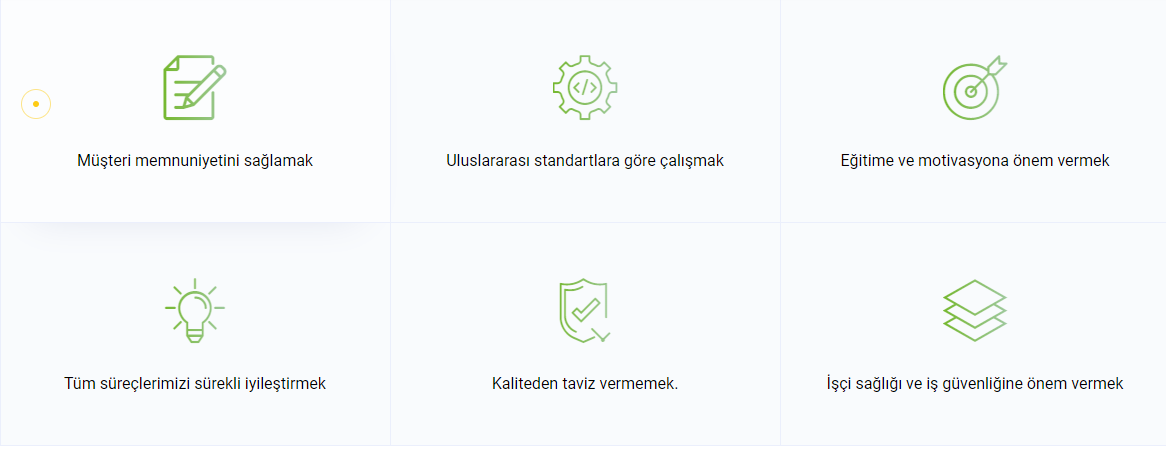 Müşteri memnuniyetini sağlamak
Uluslararası standartlara göre çalışmak
Eğitime ve motivasyona önem vermek
Tüm süreçlerimizi sürekli iyileştirmek
Kaliteden taviz vermemek.
İşçi sağlığı ve iş güvenliğine önem vermek